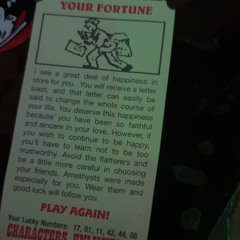 YOUR FORTUNE
I see a great deal of happiness in
store for you. You will receive a letter
soon, and that letter can easily be
said to change the whole course of
your life. You deserve this happiness
because you have been so faithful
and sincere in your love. However, if
you wish to continue to be happy,
you'll have to learn not to be too
trustworthy. Avoid the flatterers and
be a little more careful in choosing
your friends. Amethysts were made
especially for you. Wear them and
good luck will follow you.
PLAY AGAIN!
Your Lucky Numbers: 17, 01, 11, 42, 44, 08
CHARACTERS